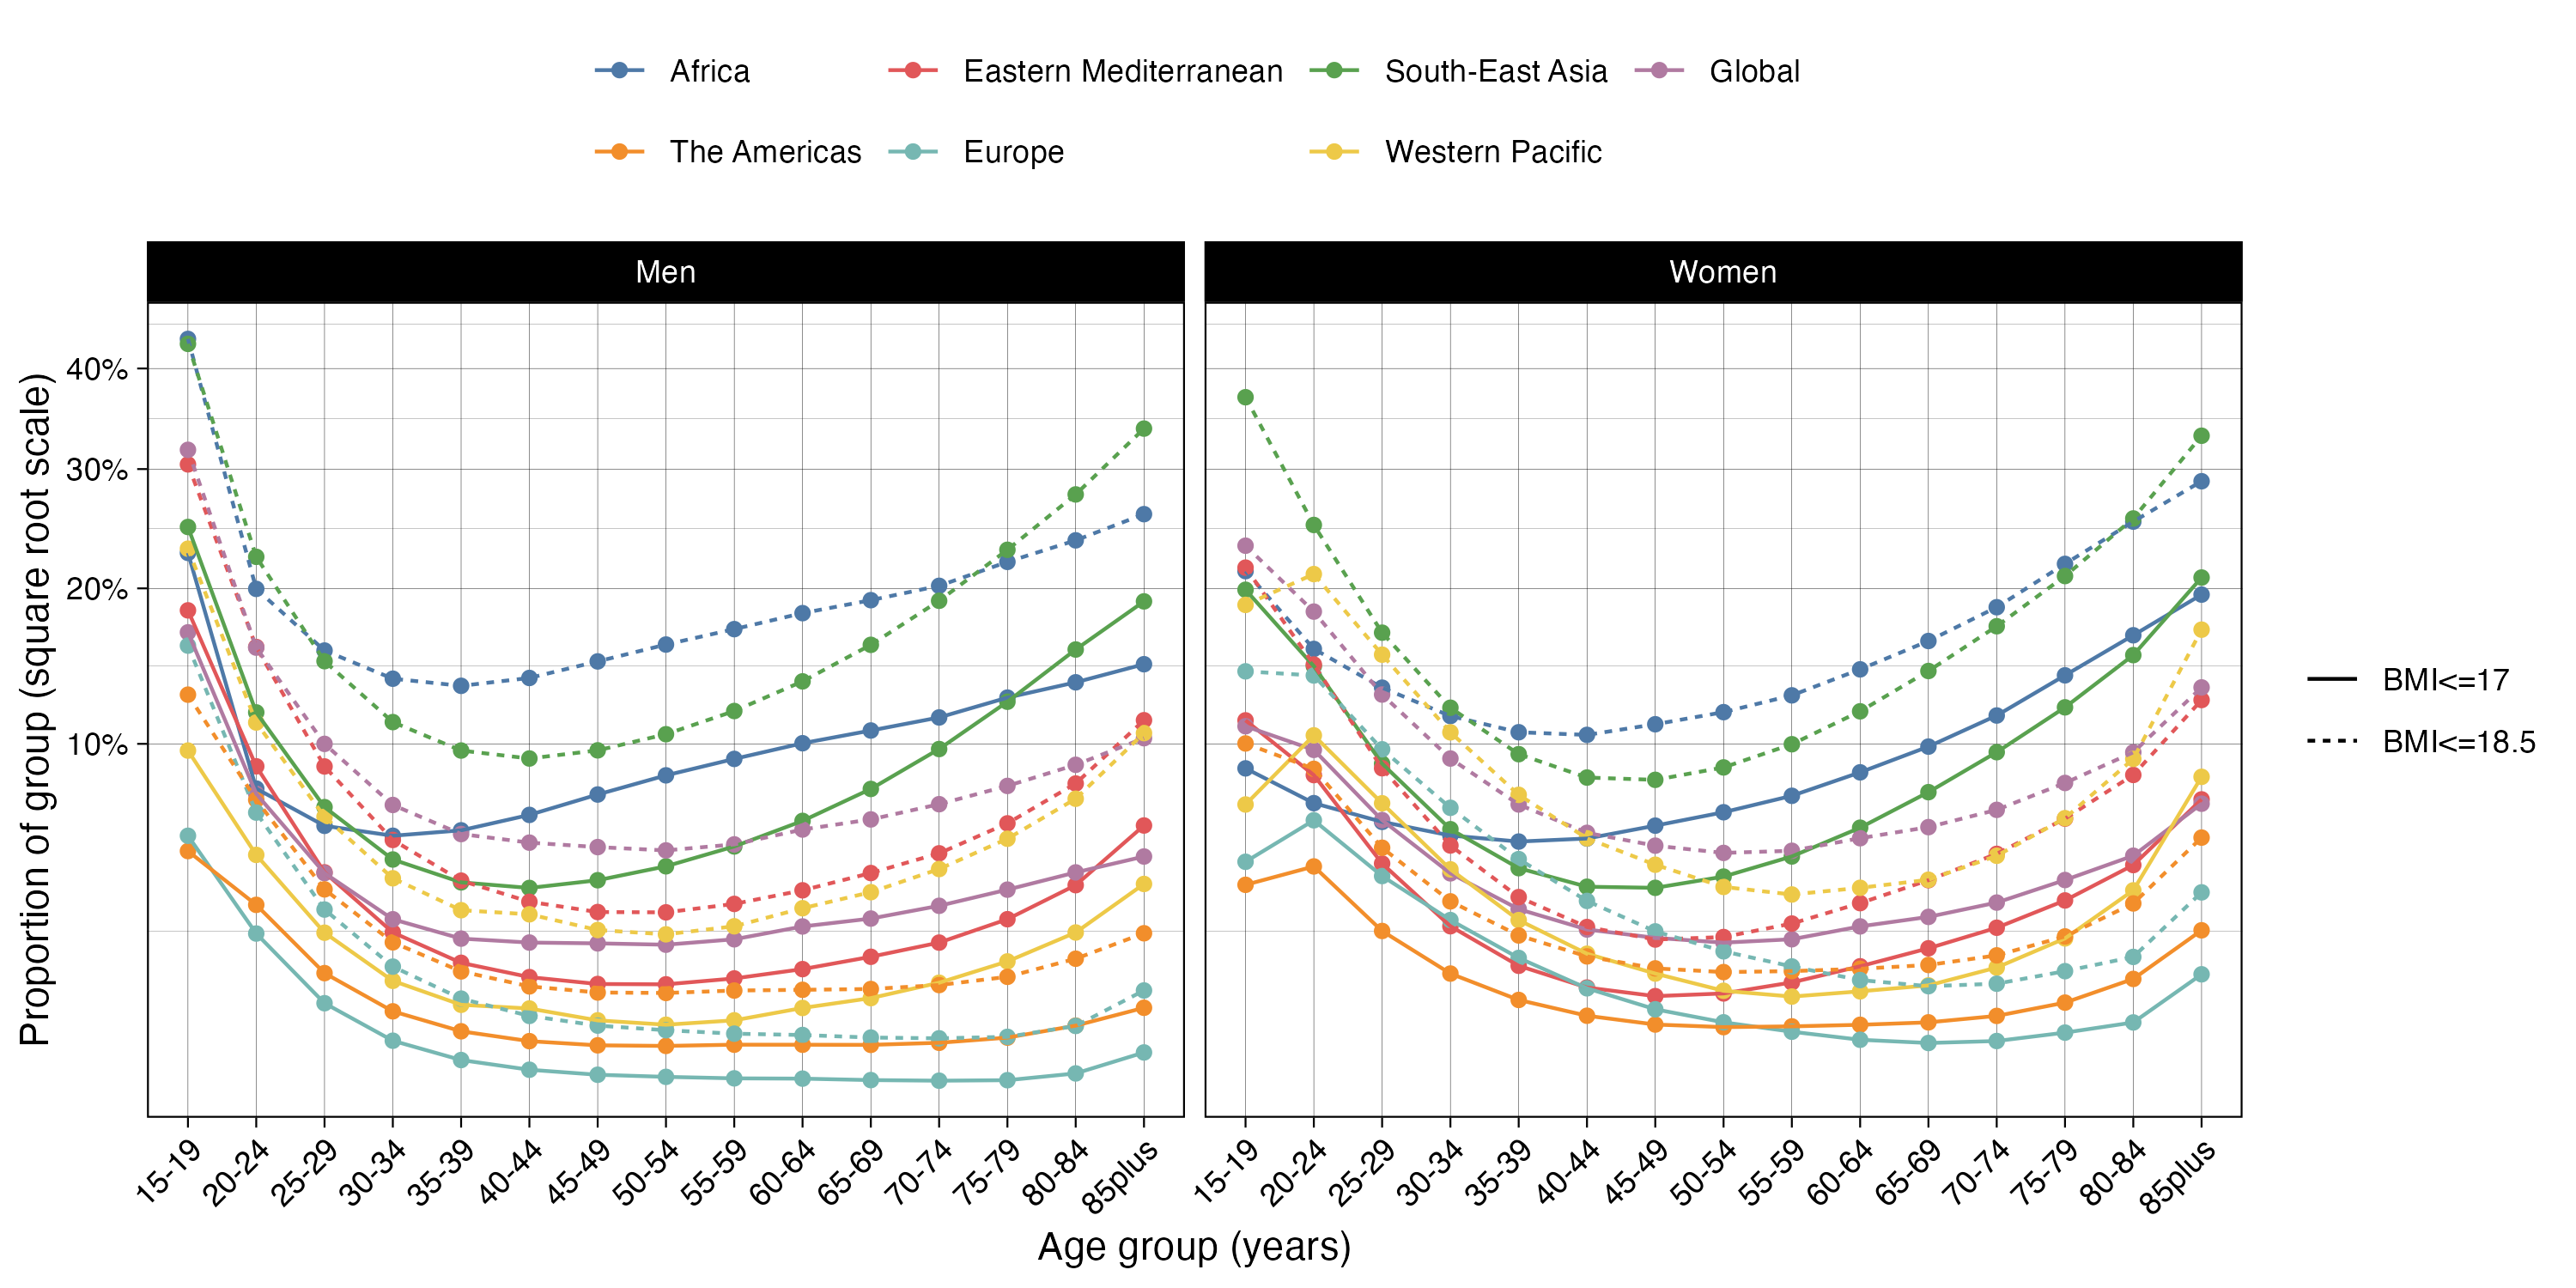 Africa
Eastern Mediterranean
South-East Asia
Global
The Americas
Europe
Western Pacific
Men
Women
Proportion of group (square root scale)
40%
30%
20%
10%
BMI<=17
BMI<=18.5
15-19
20-24
25-29
30-34
35-39
40-44
45-49
50-54
55-59
60-64
65-69
70-74
75-79
80-84
85plus
15-19
20-24
25-29
30-34
35-39
40-44
45-49
50-54
55-59
60-64
65-69
70-74
75-79
80-84
85plus
Age group (years)